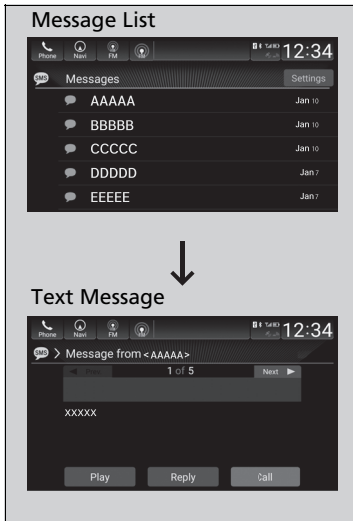 Message List
Phone Navi FM 12:34
SMS Messages Settings
AAAAA Jan 10
BBBBB Jan 10
CCCCC Jan 10
DDDDD Jan 7
EEEEE Jan 7
Text Message
Phone Navi FM 12:34
SMS > Message from <AAAAA>
Prev 1 of 5 Next
xxxxx
Play Reply Call